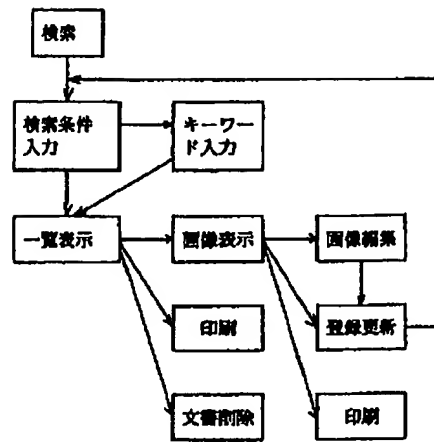 検索
検索条件
入力
キーワー
ド入力
一覧表示
画像表示
画像編集
印刷
登録更新
文書削除
印刷